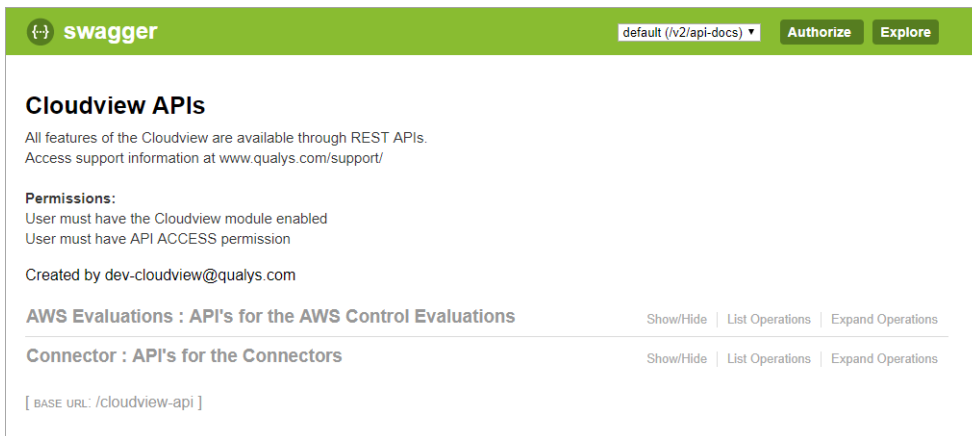 {··} swagger default (/v2/api-docs) ▼ Authorize Explore
Cloudview APIs
All features of the Cloudview are available through REST APIs.
Access support information at www.qualys.com/support/
Permissions:
User must have the Cloudview module enabled
User must have API ACCESS permission
Created by dev-cloudview@qualys.com
AWS Evaluations : API's for the AWS Control Evaluations Show/Hide | List Operations | Expand Operations
Connector : API's for the Connectors Show/Hide | List Operations | Expand Operations
[ BASE URL: /cloudview-api ]